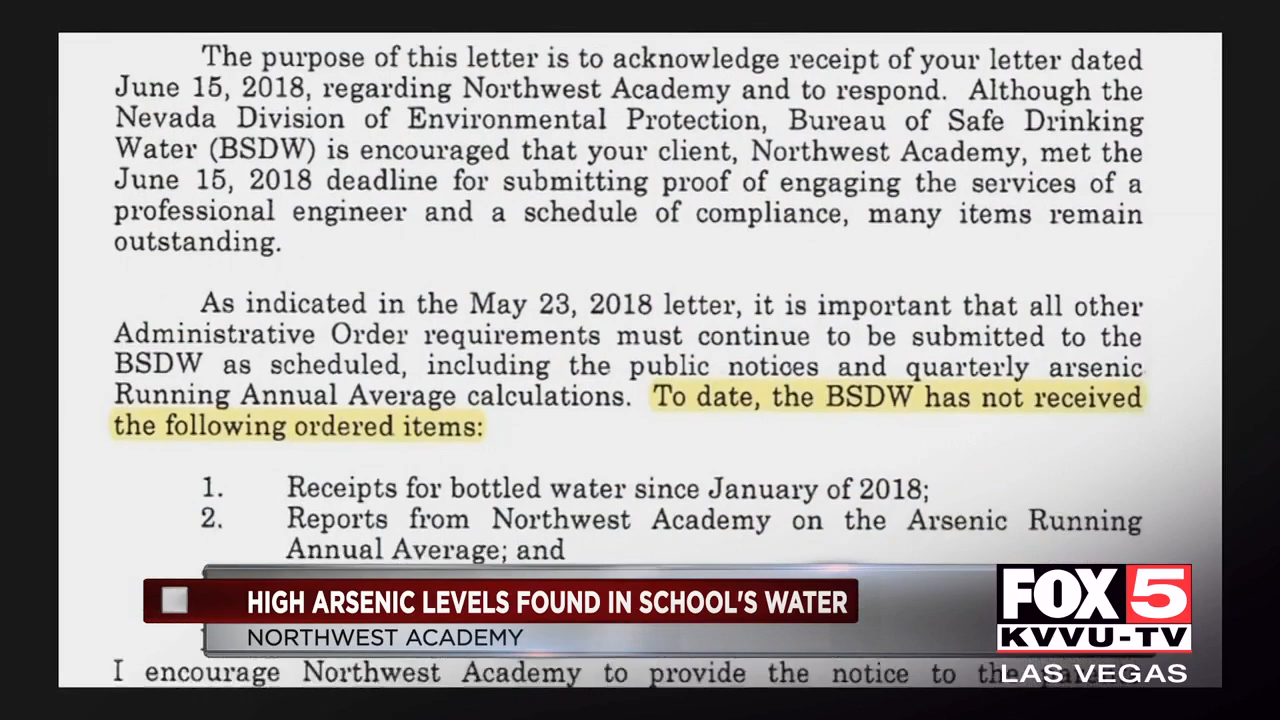 The purpose of this letter is to acknowledge receipt of your letter dated
June 15, 2018, regarding Northwest Academy and to respond. Although the
Nevada Division of Environmental Protection, Bureau of Safe Drinking
Water (BSDW) is encouraged that your client, Northwest Academy, met the
June 15, 2018 deadline for submitting proof of engaging the services of a
professional engineer and a schedule of compliance, many items remain
outstanding.
As indicated in the May 23, 2018 letter, it is important that all other
Administrative Order requirements must continue to be submitted to the
BSDW as scheduled, including the public notices and quarterly arsenic
Running Annual Average calculations. To date, the BSDW has not received
the following ordered items:
1. Receipts for bottled water since January of 2018;
2. Reports from Northwest Academy on the Arsenic Running
Annual Average; and
HIGH ARSENIC LEVELS FOUND IN SCHOOL'S WATER
NORTHWEST ACADEMY
FOX 5
KVVU-TV
LAS VEGAS
I encourage Northwest Academy to provide the notice to the